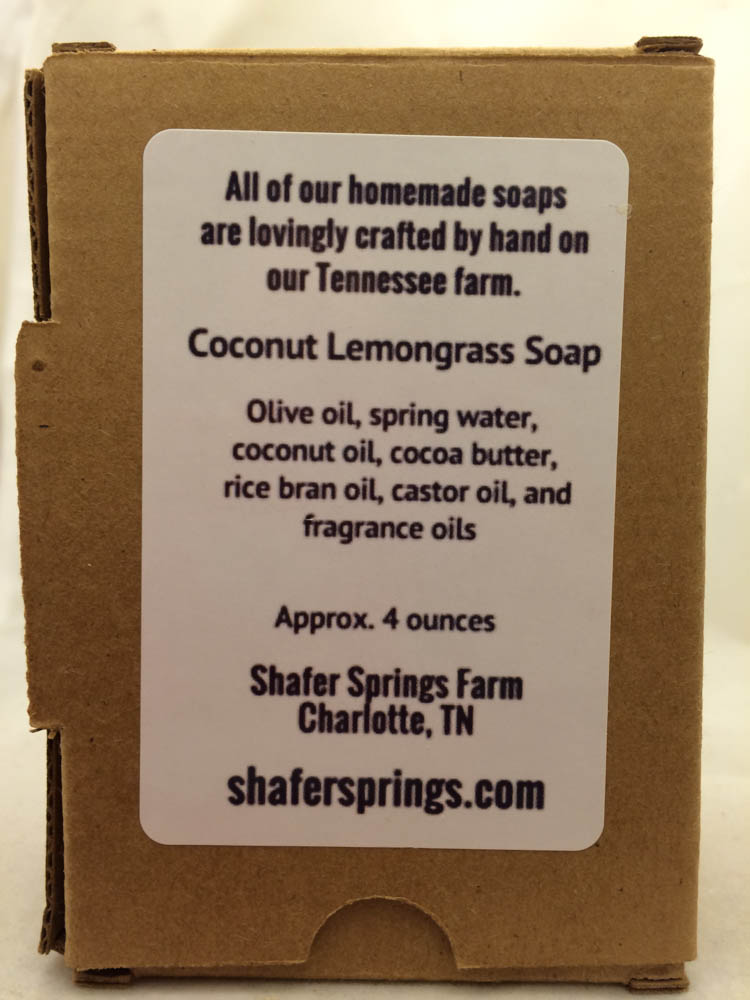 All of our homemade soaps
are lovingly crafted by hand on
our Tennessee farm.
Coconut Lemongrass Soap
Olive oil, spring water,
coconut oil, cocoa butter,
rice bran oil, castor oil, and
fragrance oils
Approx. 4 ounces
Shafer Springs Farm
Charlotte, TN
shafersprings.com